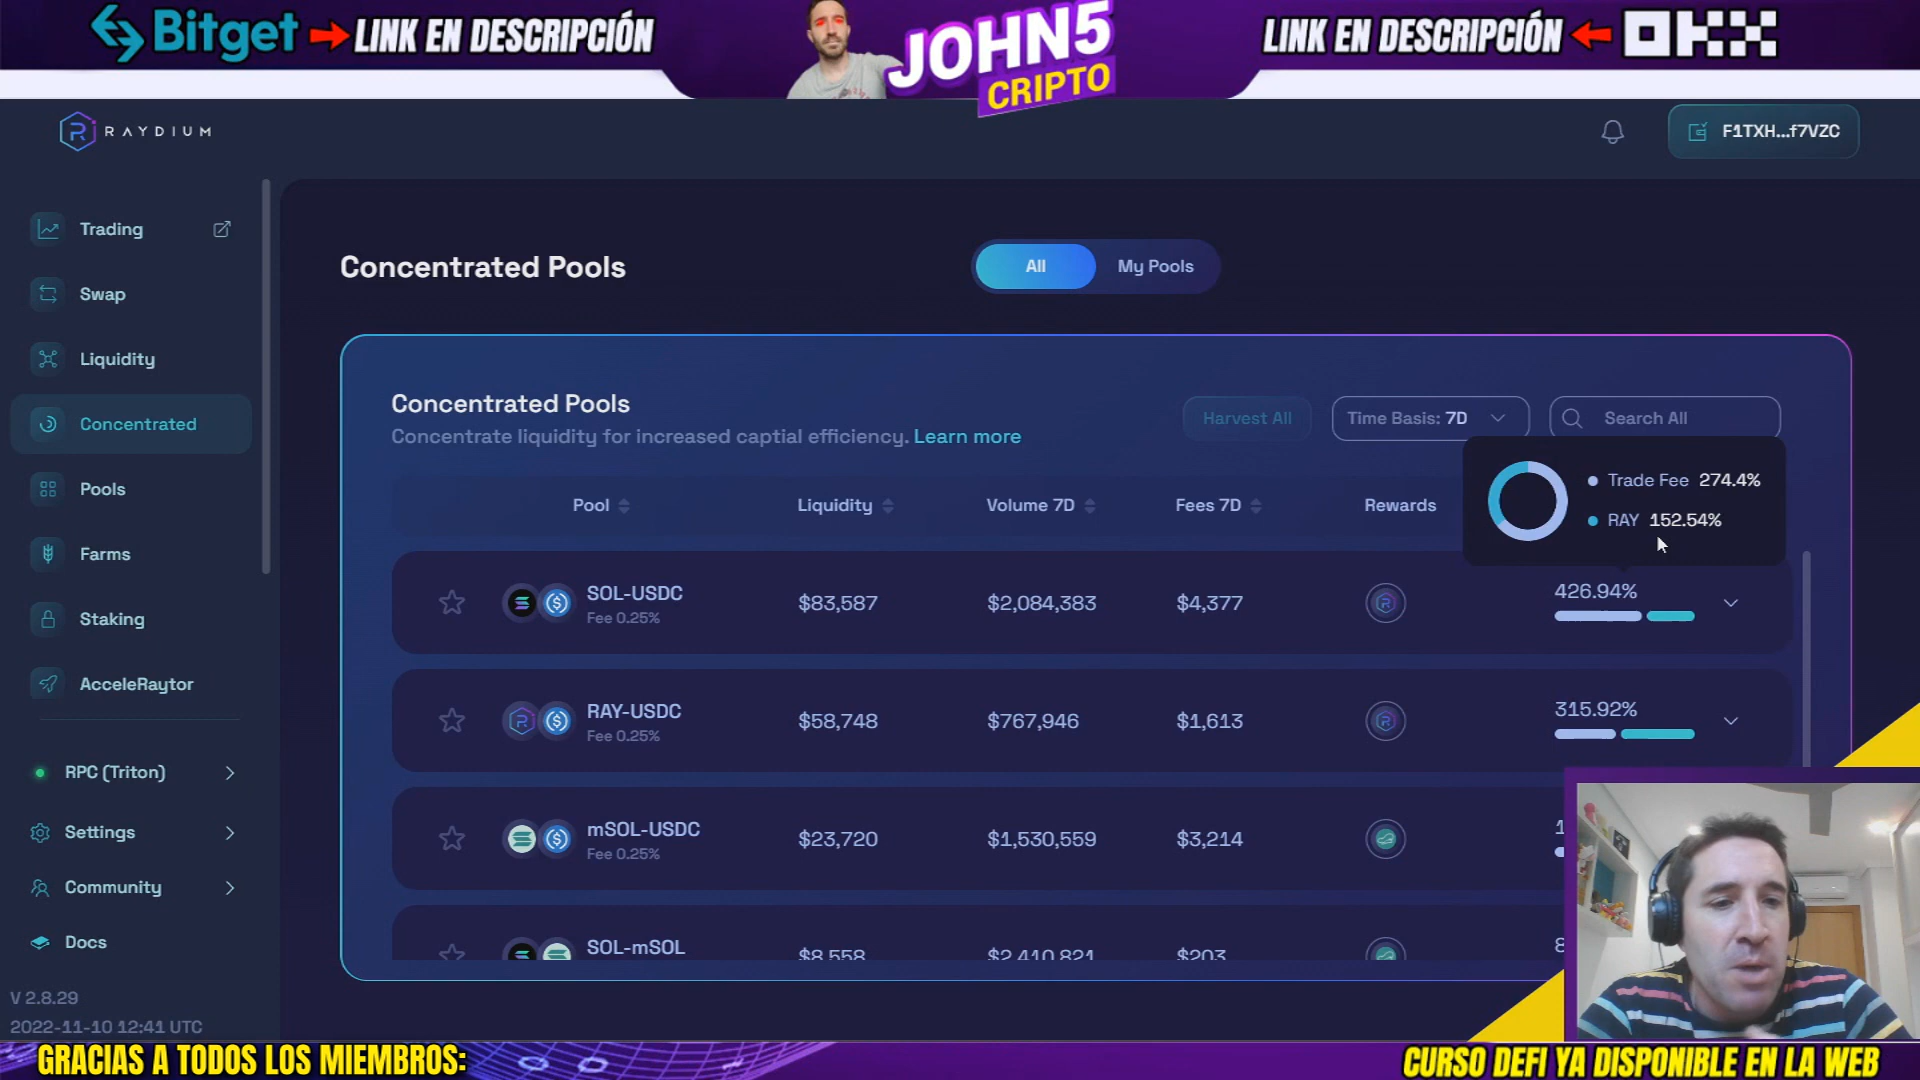 Bitget
LINK EN DESCRIPCIÓN
JOHN5
CRIPTO
LINK EN DESCRIPCIÓN
OKX
RAYDIUM
F1TXH...f7VZC
Trading
Swap
Liquidity
Concentrated
Pools
Farms
Staking
AcceleRaytor
RPC (Triton)
Settings
Community
Docs
V 2.8.29
2022-11-10 12:41 UTC
Concentrated Pools
All
My Pools
Concentrated Pools
Concentrate liquidity for increased captial efficiency. Learn more
Harvest All
Time Basis: 7D
Search All
Trade Fee 274.4%
RAY 152.54%
Pool
Liquidity
Volume 7D
Fees 7D
Rewards
SOL-USDC
Fee 0.25%
$83,587
$2,084,383
$4,377
426.94%
RAY-USDC
Fee 0.25%
$58,748
$767,946
$1,613
315.92%
mSOL-USDC
Fee 0.25%
$23,720
$1,530,559
$3,214
SOL-mSOL
$8,558
$2,410,821
$203
GRACIAS A TODOS LOS MIEMBROS:
CURSO DEFI YA DISPONIBLE EN LA WEB